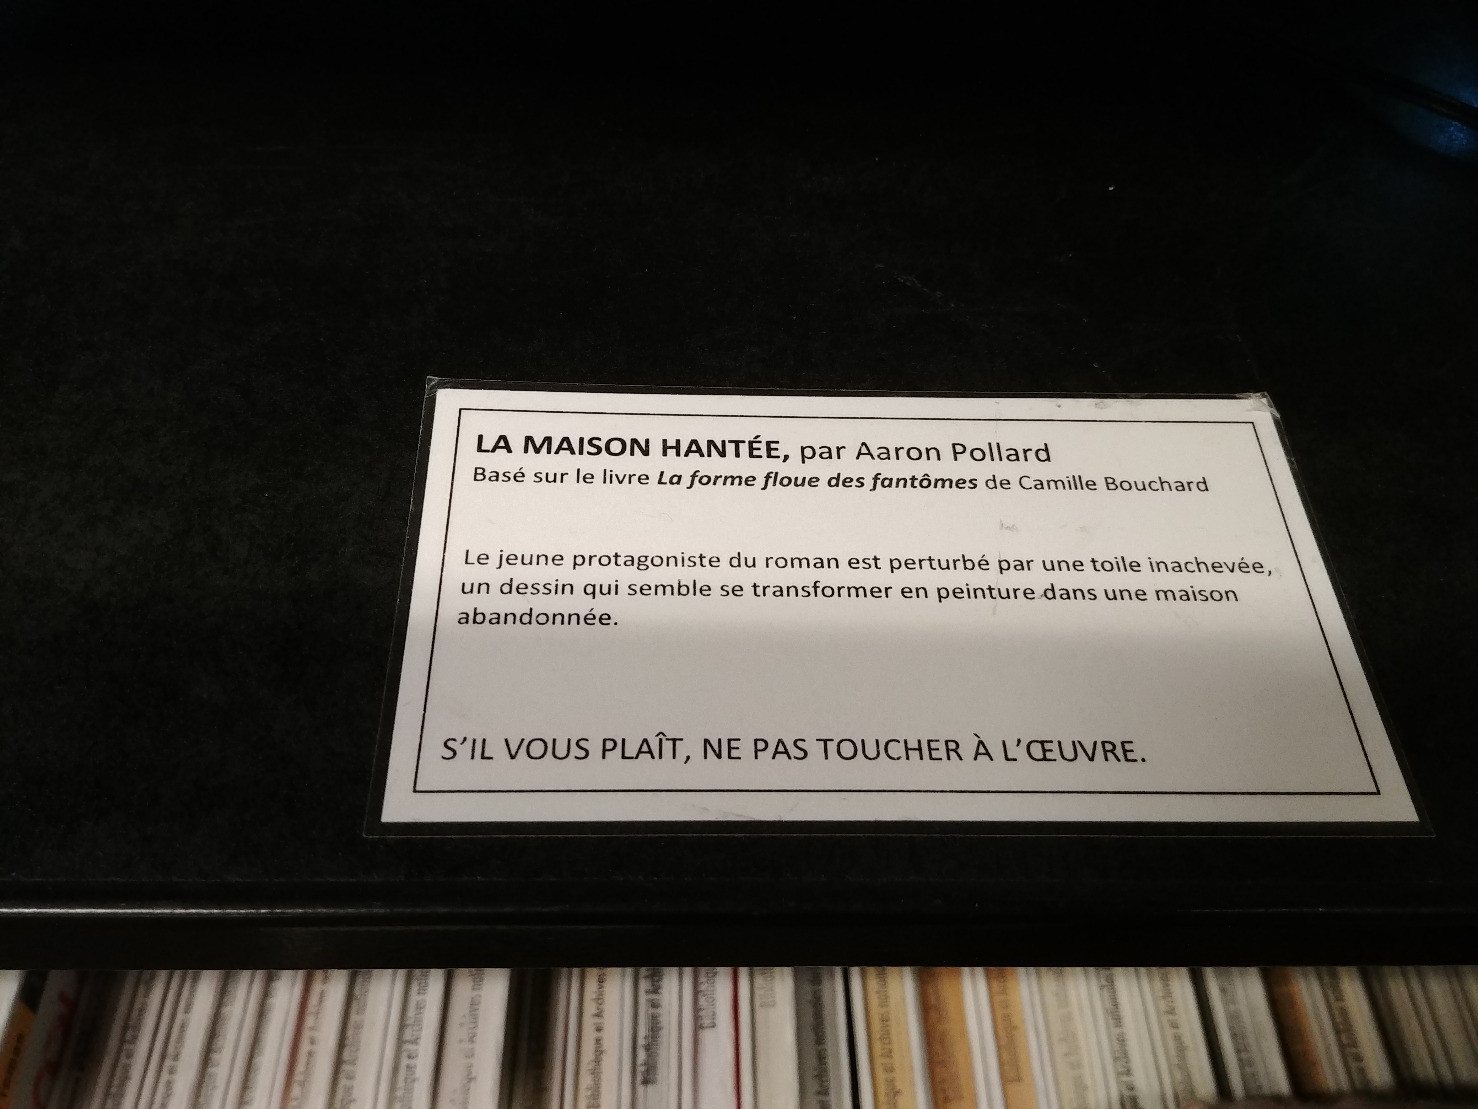 LA MAISON HANTÉE, par Aaron Pollard
Basé sur le livre La forme floue des fantômes de Camille Bouchard
Le jeune protagoniste du roman est perturbé par une toile inachevée,
un dessin qui semble se transformer en peinture dans une maison
abandonnée.
S'IL VOUS PLAÎT, NE PAS TOUCHER À L'ŒUVRE.